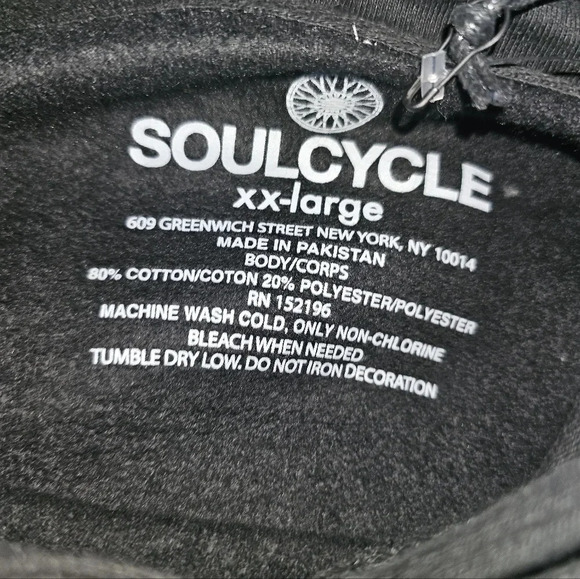 SOULCYCLE
xx-large
609 GREENWICH STREET NEW YORK, NY 10014
MADE IN PAKISTAN
BODY/CORPS
80% COTTON/COTON 20% POLYESTER/POLYESTER
RN 152196
MACHINE WASH COLD, ONLY NON-CHLORINE
BLEACH WHEN NEEDED
TUMBLE DRY LOW. DO NOT IRON DECORATION